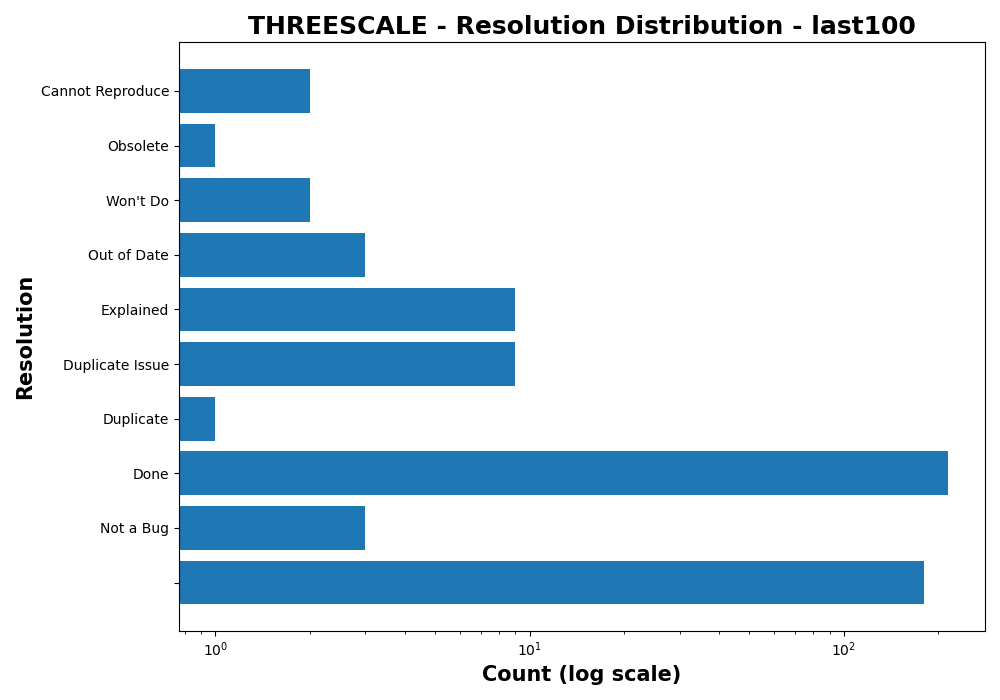 THREESCALE - Resolution Distribution - last100
Cannot Reproduce
Obsolete
Won't Do
Out of Date
Explained
Duplicate Issue
Duplicate
Done
Not a Bug
Resolution
10⁰ 10¹ 10²
Count (log scale)